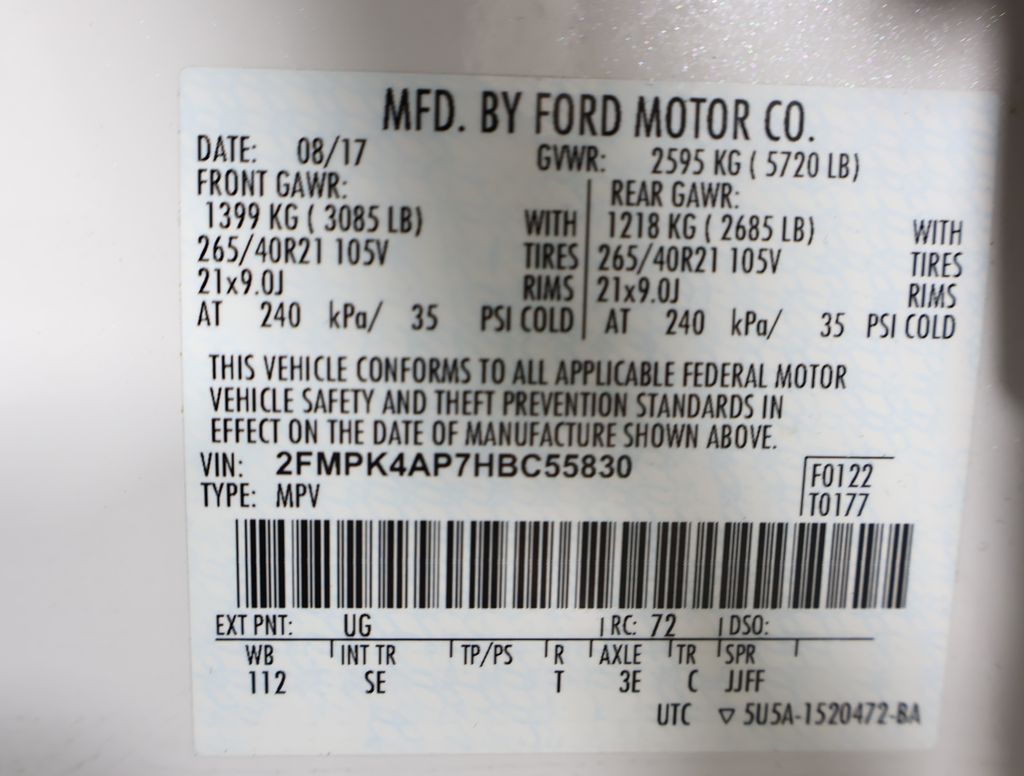 MFD. BY FORD MOTOR CO.
DATE: 08/17 GVWR: 2595 KG ( 5720 LB)
FRONT GAWR: REAR GAWR:
1399 KG ( 3085 LB) WITH 1218 KG ( 2685 LB) WITH
265/40R21 105V TIRES 265/40R21 105V TIRES
21x9.0J RIMS 21x9.0J RIMS
AT 240 kPa/ 35 PSI COLD AT 240 kPa/ 35 PSI COLD
THIS VEHICLE CONFORMS TO ALL APPLICABLE FEDERAL MOTOR
VEHICLE SAFETY AND THEFT PREVENTION STANDARDS IN
EFFECT ON THE DATE OF MANUFACTURE SHOWN ABOVE.
VIN: 2FMPK4AP7HBC55830
F0122
TYPE: MPV
T0177
EXT PNT: UG RC: 72 DSO:
WB INT TR TP/PS R AXLE TR SPR
112 SE T 3E C JJFF
UTC ▽ 5U5A-1520472-BA